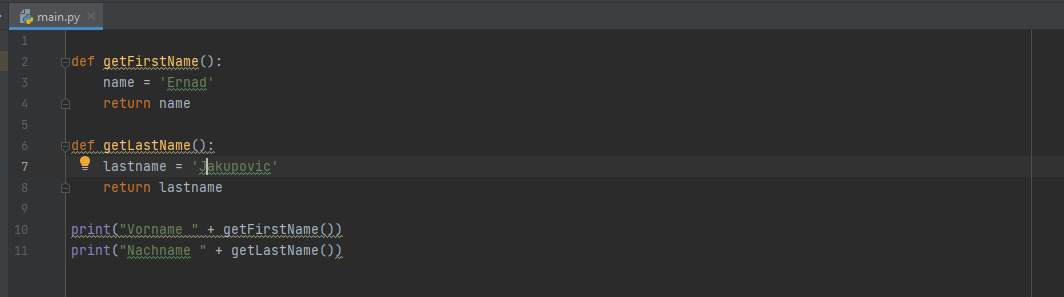 main.py
1
2 def getFirstName():
3     name = 'Ernad'
4     return name
5
6 def getLastName():
7     lastname = 'Jakupovic'
8     return lastname
9
10 print("Vorname " + getFirstName())
11 print("Nachname " + getLastName())